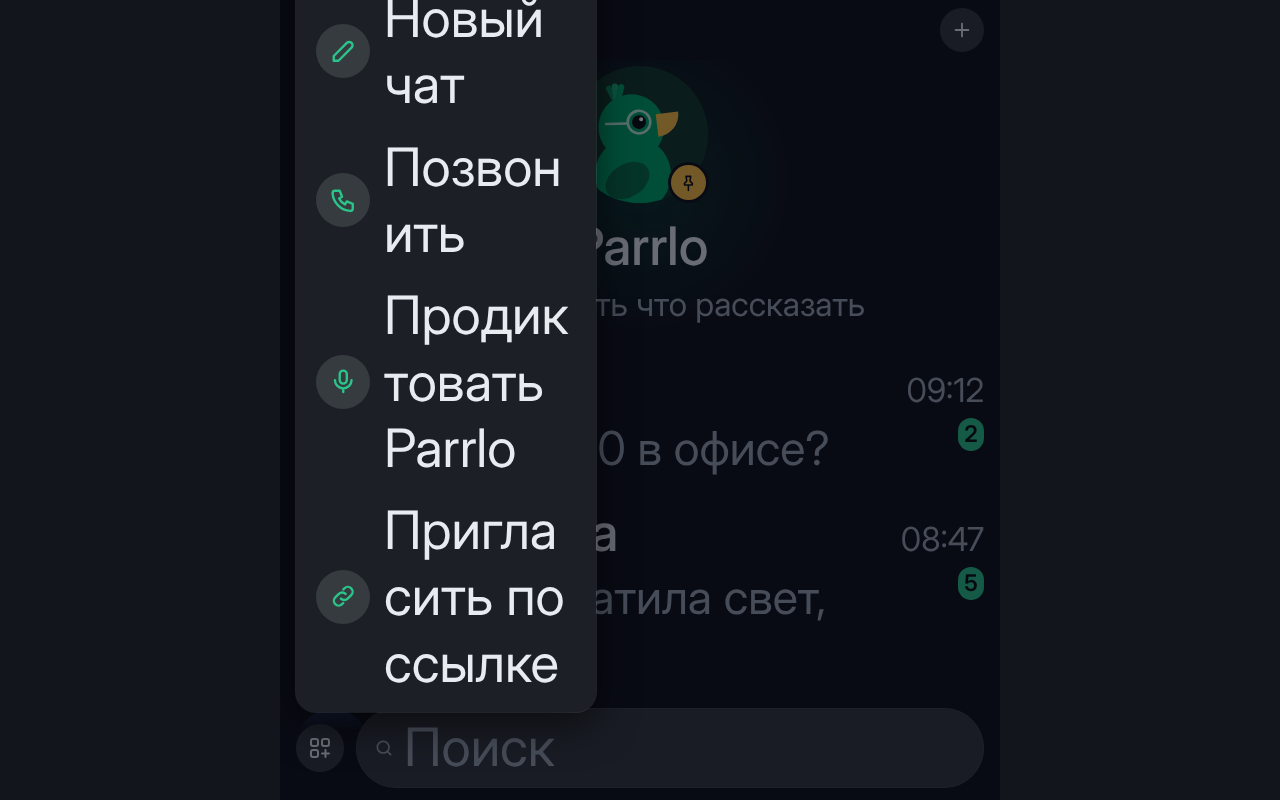 Новый
чат
Позвон
ить
Продик
товать
Parrlo
Пригла
сить по
ссылке
arrlo
ть что рассказать
09:12
0 в офисе?
2
а
08:47
атила свет,
5
Поиск